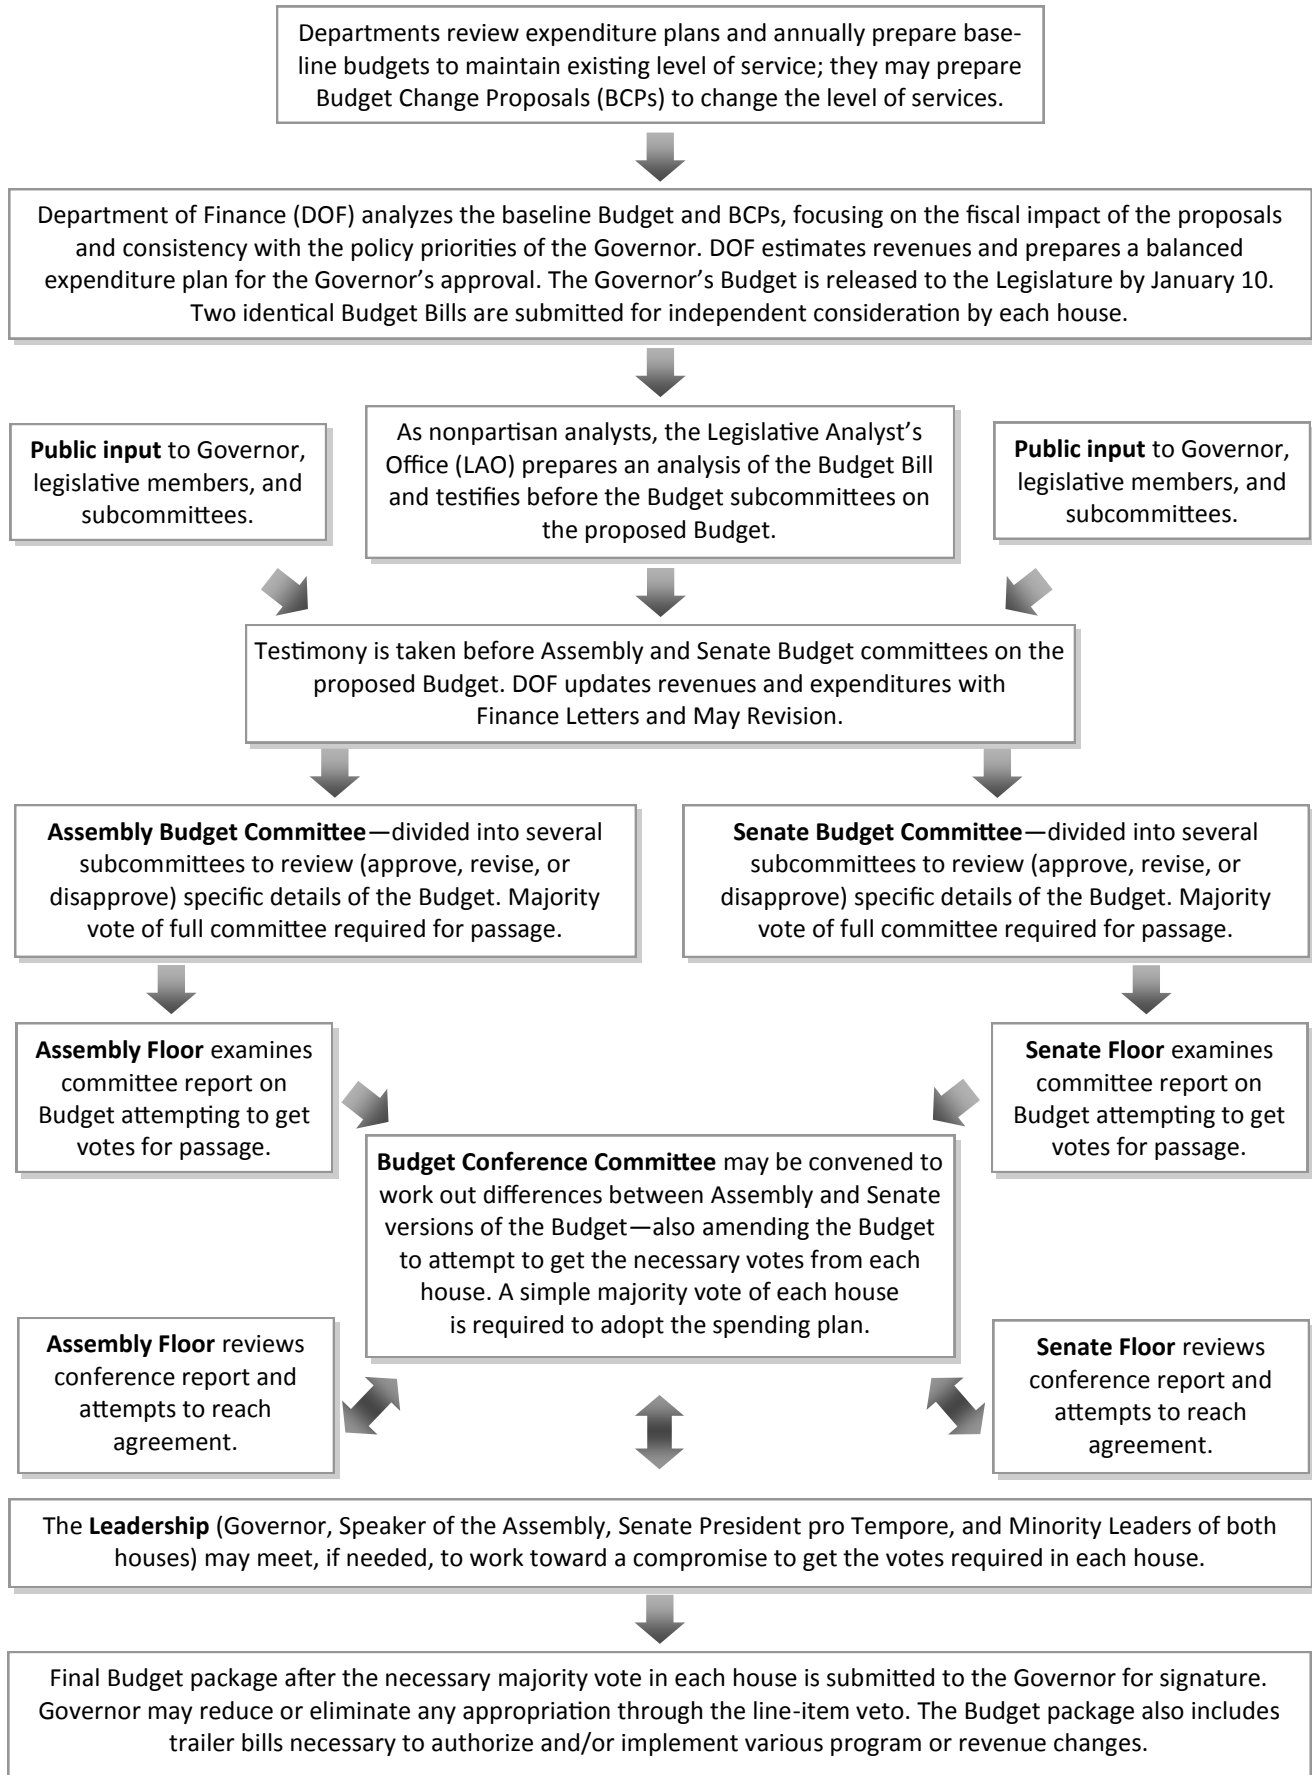 Departments review expenditure plans and annually prepare base-
line budgets to maintain existing level of service; they may prepare
Budget Change Proposals (BCPs) to change the level of services.
Department of Finance (DOF) analyzes the baseline Budget and BCPs, focusing on the fiscal impact of the proposals
and consistency with the policy priorities of the Governor. DOF estimates revenues and prepares a balanced
expenditure plan for the Governor’s approval. The Governor’s Budget is released to the Legislature by January 10.
Two identical Budget Bills are submitted for independent consideration by each house.
Public input to Governor,
legislative members, and
subcommittees.
As nonpartisan analysts, the Legislative Analyst’s
Office (LAO) prepares an analysis of the Budget Bill
and testifies before the Budget subcommittees on
the proposed Budget.
Public input to Governor,
legislative members, and
subcommittees.
Testimony is taken before Assembly and Senate Budget committees on the
proposed Budget. DOF updates revenues and expenditures with
Finance Letters and May Revision.
Assembly Budget Committee—divided into several
subcommittees to review (approve, revise, or
disapprove) specific details of the Budget. Majority
vote of full committee required for passage.
Senate Budget Committee—divided into several
subcommittees to review (approve, revise, or
disapprove) specific details of the Budget. Majority
vote of full committee required for passage.
Assembly Floor examines
committee report on
Budget attempting to get
votes for passage.
Senate Floor examines
committee report on
Budget attempting to get
votes for passage.
Budget Conference Committee may be convened to
work out differences between Assembly and Senate
versions of the Budget—also amending the Budget
to attempt to get the necessary votes from each
house. A simple majority vote of each house
is required to adopt the spending plan.
Assembly Floor reviews
conference report and
attempts to reach
agreement.
Senate Floor reviews
conference report and
attempts to reach
agreement.
The Leadership (Governor, Speaker of the Assembly, Senate President pro Tempore, and Minority Leaders of both
houses) may meet, if needed, to work toward a compromise to get the votes required in each house.
Final Budget package after the necessary majority vote in each house is submitted to the Governor for signature.
Governor may reduce or eliminate any appropriation through the line-item veto. The Budget package also includes
trailer bills necessary to authorize and/or implement various program or revenue changes.